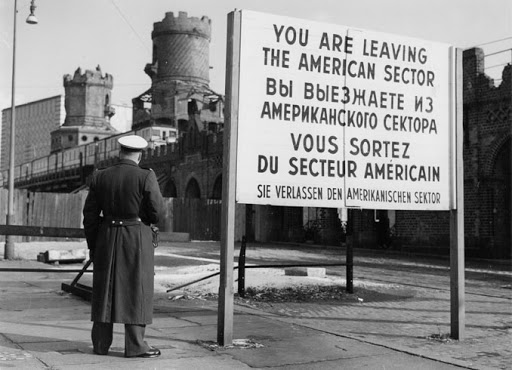 YOU ARE LEAVING
THE AMERICAN SECTOR
ВЫ ВЫЕЗЖАЕТЕ ИЗ
АМЕРИКАНСКОГО СЕКТОРА
VOUS SORTEZ
DU SECTEUR AMÉRICAIN
SIE VERLASSEN DEN AMERIKANISCHEN SEKTOR